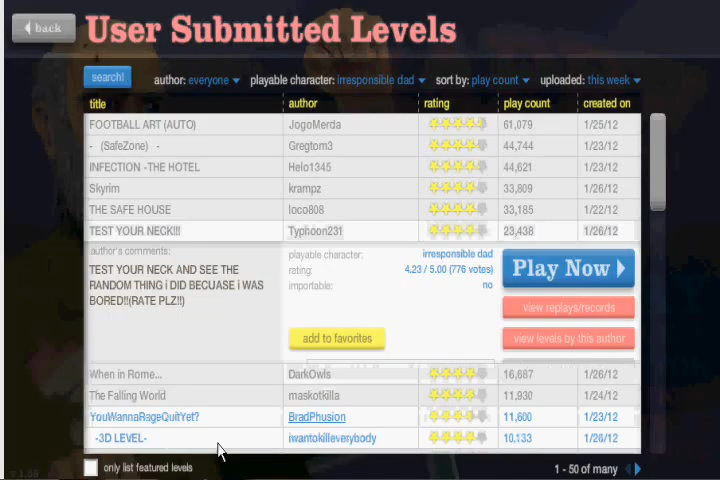 back
User Submitted Levels
search! author: everyone playable character: irresponsible dad sort by: play count uploaded: this week
title author rating play count created on
FOOTBALL ART (AUTO) JogoMerda 61,079 1/25/12
- (SafeZone) - Gregtom3 44,744 1/23/12
INFECTION -THE HOTEL Helo1345 44,621 1/23/12
Skyrim krampz 33,809 1/26/12
THE SAFE HOUSE loco808 33,185 1/22/12
TEST YOUR NECK!!! Typhoon231 23,438 1/26/12
author's comments:
TEST YOUR NECK AND SEE THE
RANDOM THING i DID BECUASE i WAS
BORED!!(RATE PLZ!!)
playable character: irresponsible dad
rating: 4.23 / 5.00 (776 votes)
importable: no
add to favorites
Play Now
view replays/records
view levels by this author
When in Rome... DarkOwls 16,687 1/26/12
The Falling World maskotkilla 11,930 1/24/12
YouWannaRageQuitYet? BradPhusion 11,600 1/23/12
-3D LEVEL- iwantokilleverybody 10,133 1/26/12
only list featured levels 1 - 50 of many